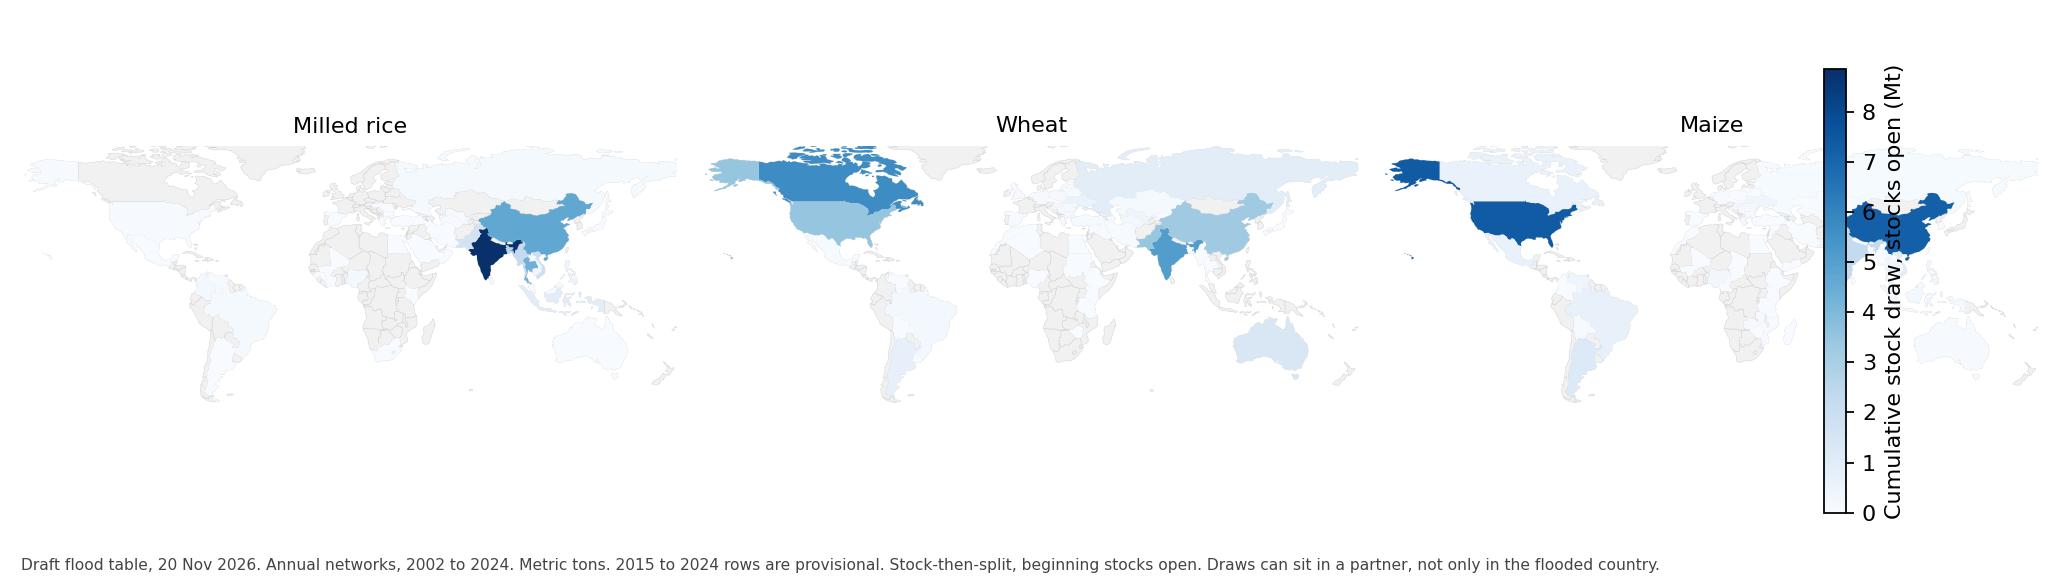 Milled rice
Wheat
Maize
8
7
6
5
4
3
2
1
0
Cumulative stock draw, stocks open (Mt)
Draft flood table, 20 Nov 2026. Annual networks, 2002 to 2024. Metric tons. 2015 to 2024 rows are provisional. Stock-then-split, beginning stocks open. Draws can sit in a partner, not only in the flooded country.